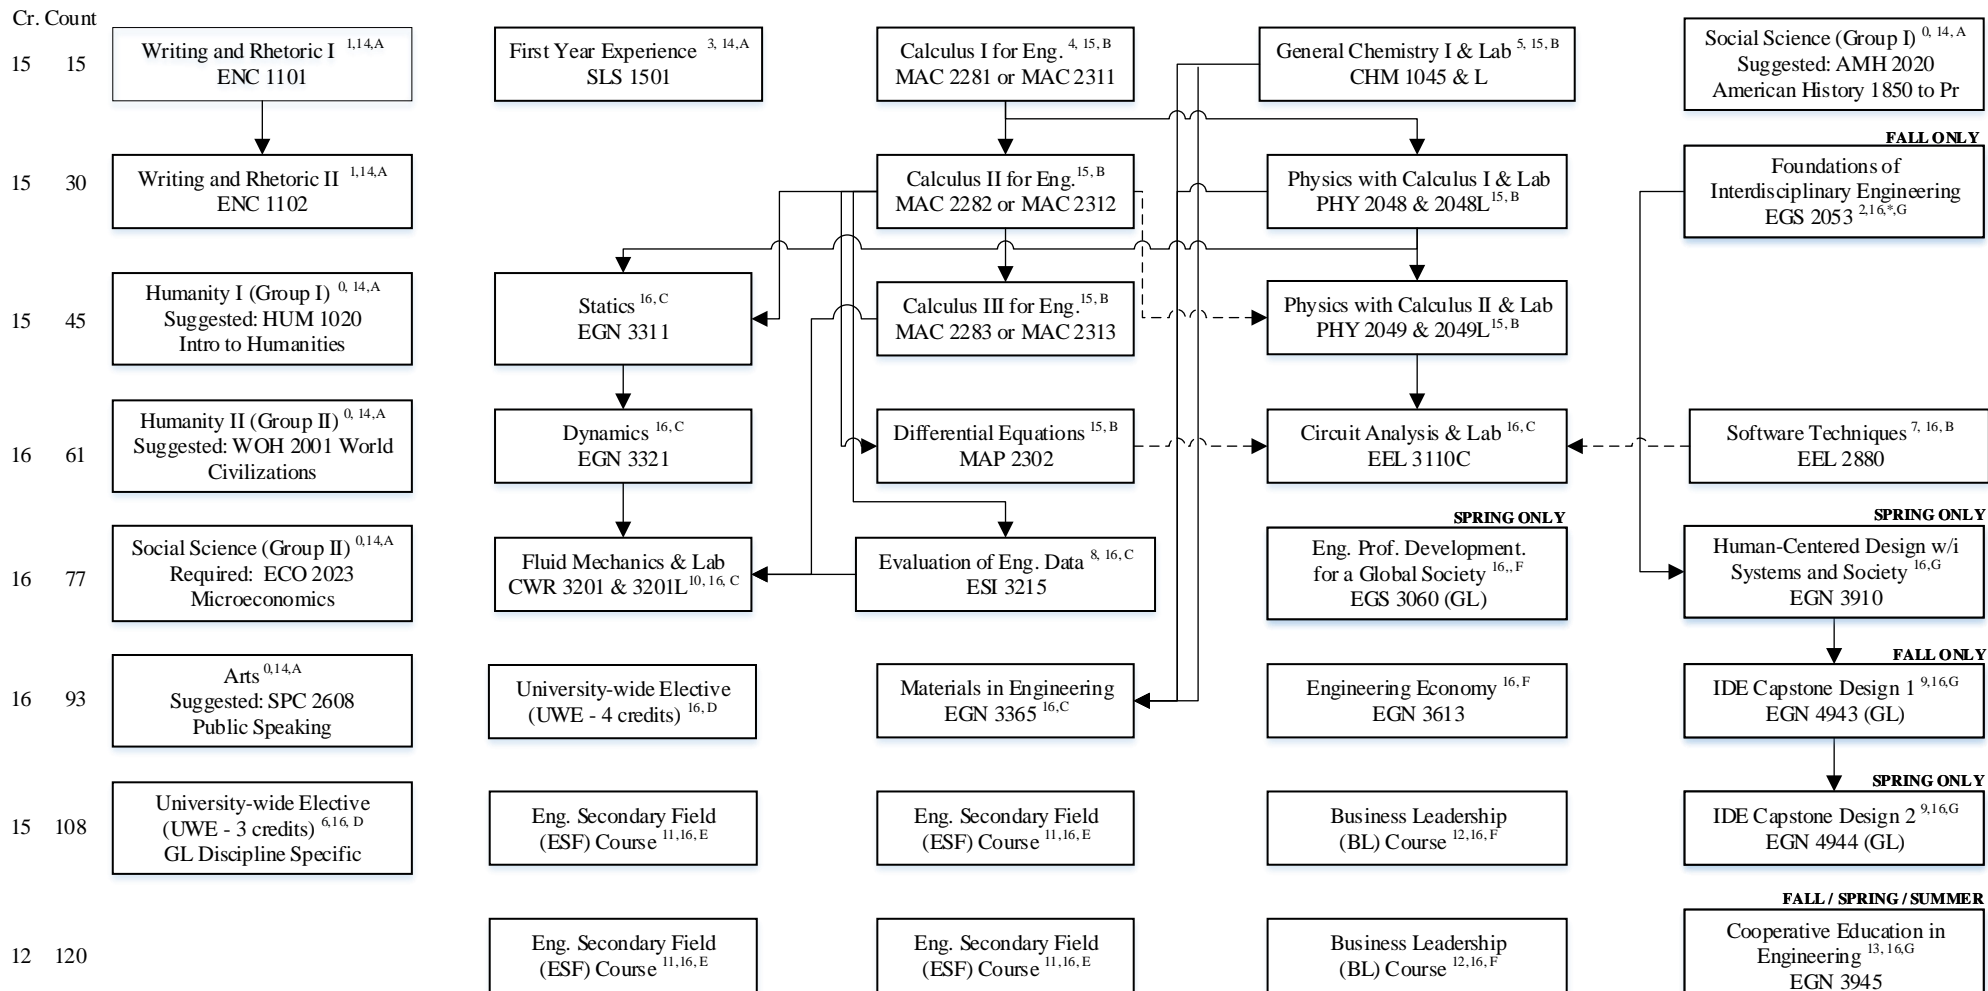 Cr. Count
15 15
Writing and Rhetoric I 1,14,A
ENC 1101
First Year Experience 3, 14,A
SLS 1501
Calculus I for Eng. 4, 15, B
MAC 2281 or MAC 2311
General Chemistry I & Lab 5, 15, B
CHM 1045 & L
Social Science (Group I) 0, 14, A
Suggested: AMH 2020
American History 1850 to Pr
15 30
Writing and Rhetoric II 1,14,A
ENC 1102
Calculus II for Eng. 15, B
MAC 2282 or MAC 2312
Physics with Calculus I & Lab
PHY 2048 & 2048L 15, B
FALL ONLY
Foundations of
Interdisciplinary Engineering
EGS 2053 2,16,*,G
15 45
Humanity I (Group I) 0, 14,A
Suggested: HUM 1020
Intro to Humanities
Statics 16, C
EGN 3311
Calculus III for Eng. 15, B
MAC 2283 or MAC 2313
Physics with Calculus II & Lab
PHY 2049 & 2049L 15, B
16 61
Humanity II (Group II) 0, 14,A
Suggested: WOH 2001 World
Civilizations
Dynamics 16, C
EGN 3321
Differential Equations 15, B
MAP 2302
Circuit Analysis & Lab 16, C
EEL 3110C
Software Techniques 7, 16, B
EEL 2880
16 77
Social Science (Group II) 0,14,A
Required: ECO 2023
Microeconomics
Fluid Mechanics & Lab
CWR 3201 & 3201L 10, 16, C
Evaluation of Eng. Data 8, 16, C
ESI 3215
SPRING ONLY
Eng. Prof. Development.
for a Global Society 16,, F
EGS 3060 (GL)
SPRING ONLY
Human-Centered Design w/i
Systems and Society 16,G
EGN 3910
16 93
Arts 0,14,A
Suggested: SPC 2608
Public Speaking
University-wide Elective
(UWE - 4 credits) 16, D
Materials in Engineering
EGN 3365 16,C
Engineering Economy 16, F
EGN 3613
FALL ONLY
IDE Capstone Design 1 9,16,G
EGN 4943 (GL)
15 108
University-wide Elective
(UWE - 3 credits) 6,16, D
GL Discipline Specific
Eng. Secondary Field
(ESF) Course 11,16, E
Eng. Secondary Field
(ESF) Course 11,16, E
Business Leadership
(BL) Course 12,16, F
SPRING ONLY
IDE Capstone Design 2 9,16,G
EGN 4944 (GL)
12 120
Eng. Secondary Field
(ESF) Course 11,16, E
Eng. Secondary Field
(ESF) Course 11,16, E
Business Leadership
(BL) Course 12,16, F
FALL / SPRING / SUMMER
Cooperative Education in
Engineering 13, 16,G
EGN 3945